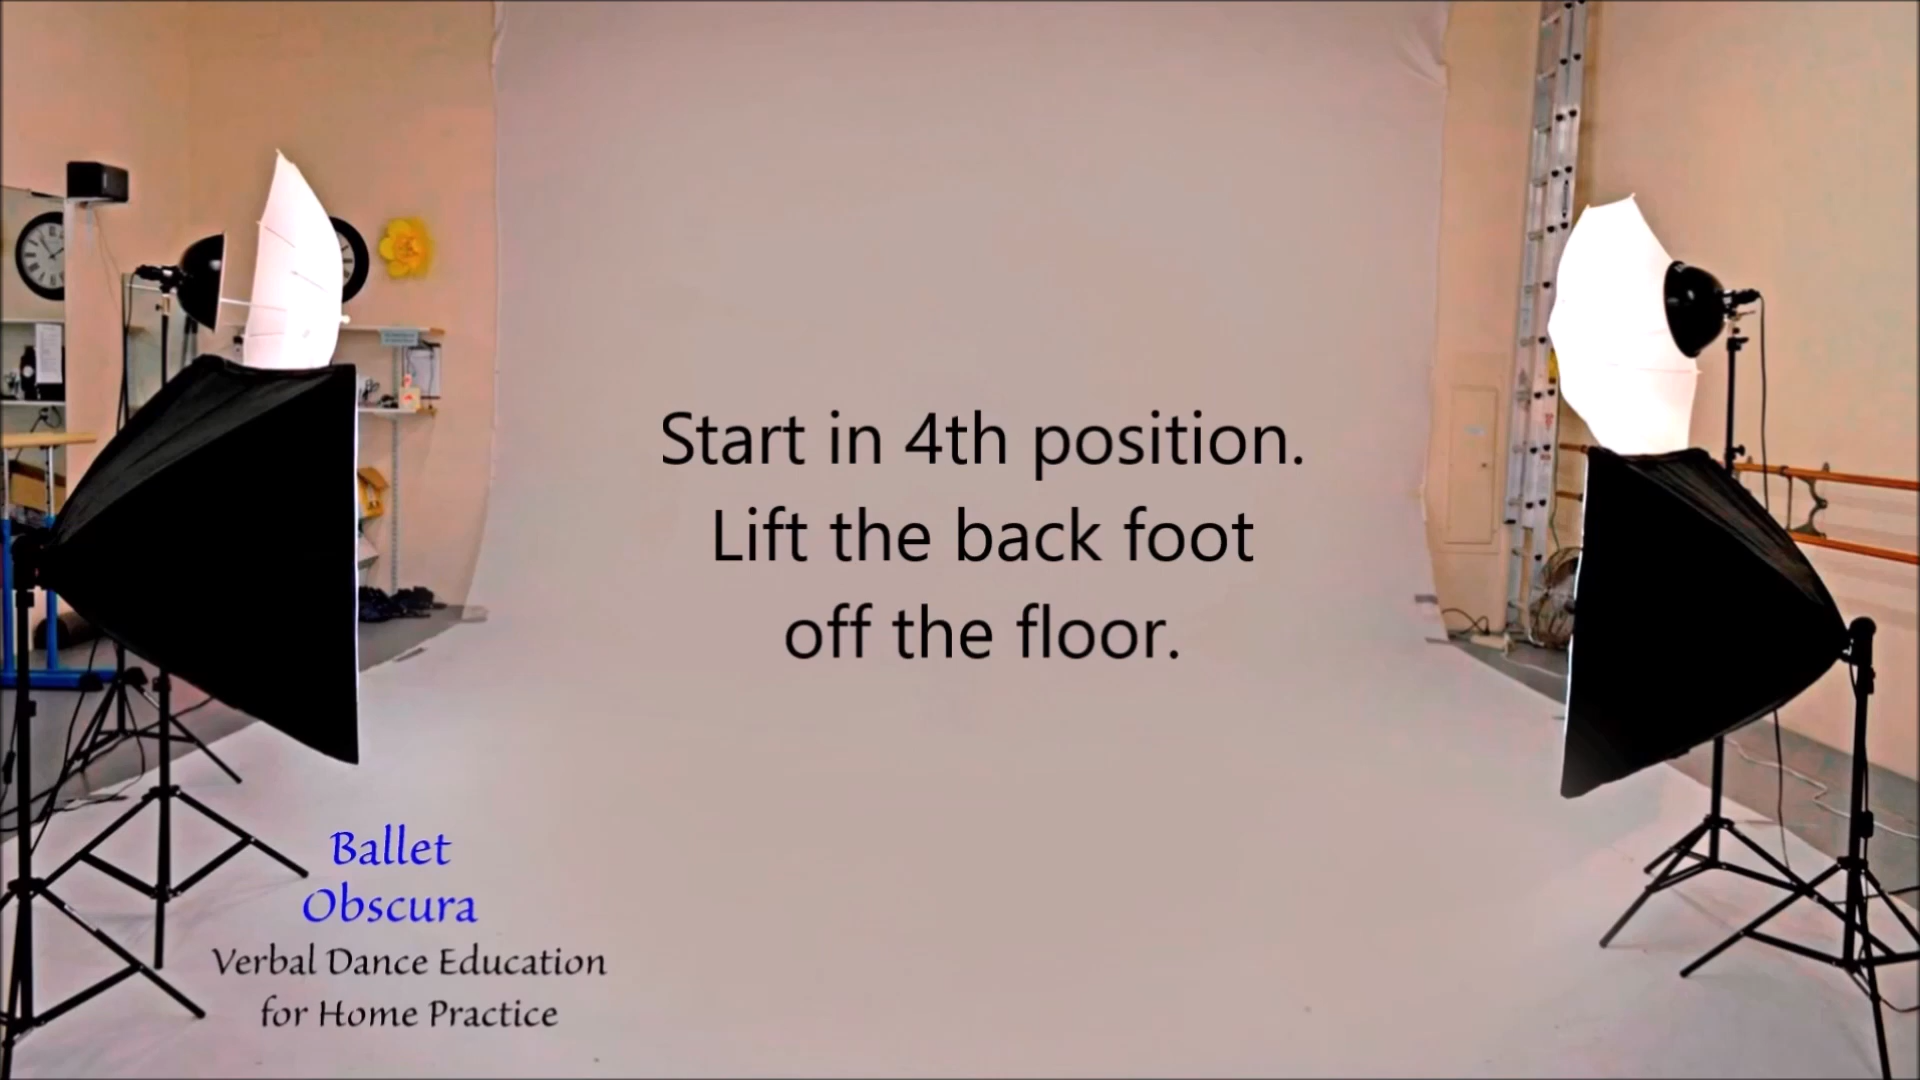 Start in 4th position.
Lift the back foot
off the floor.
Ballet
Obscura
Verbal Dance Education
for Home Practice